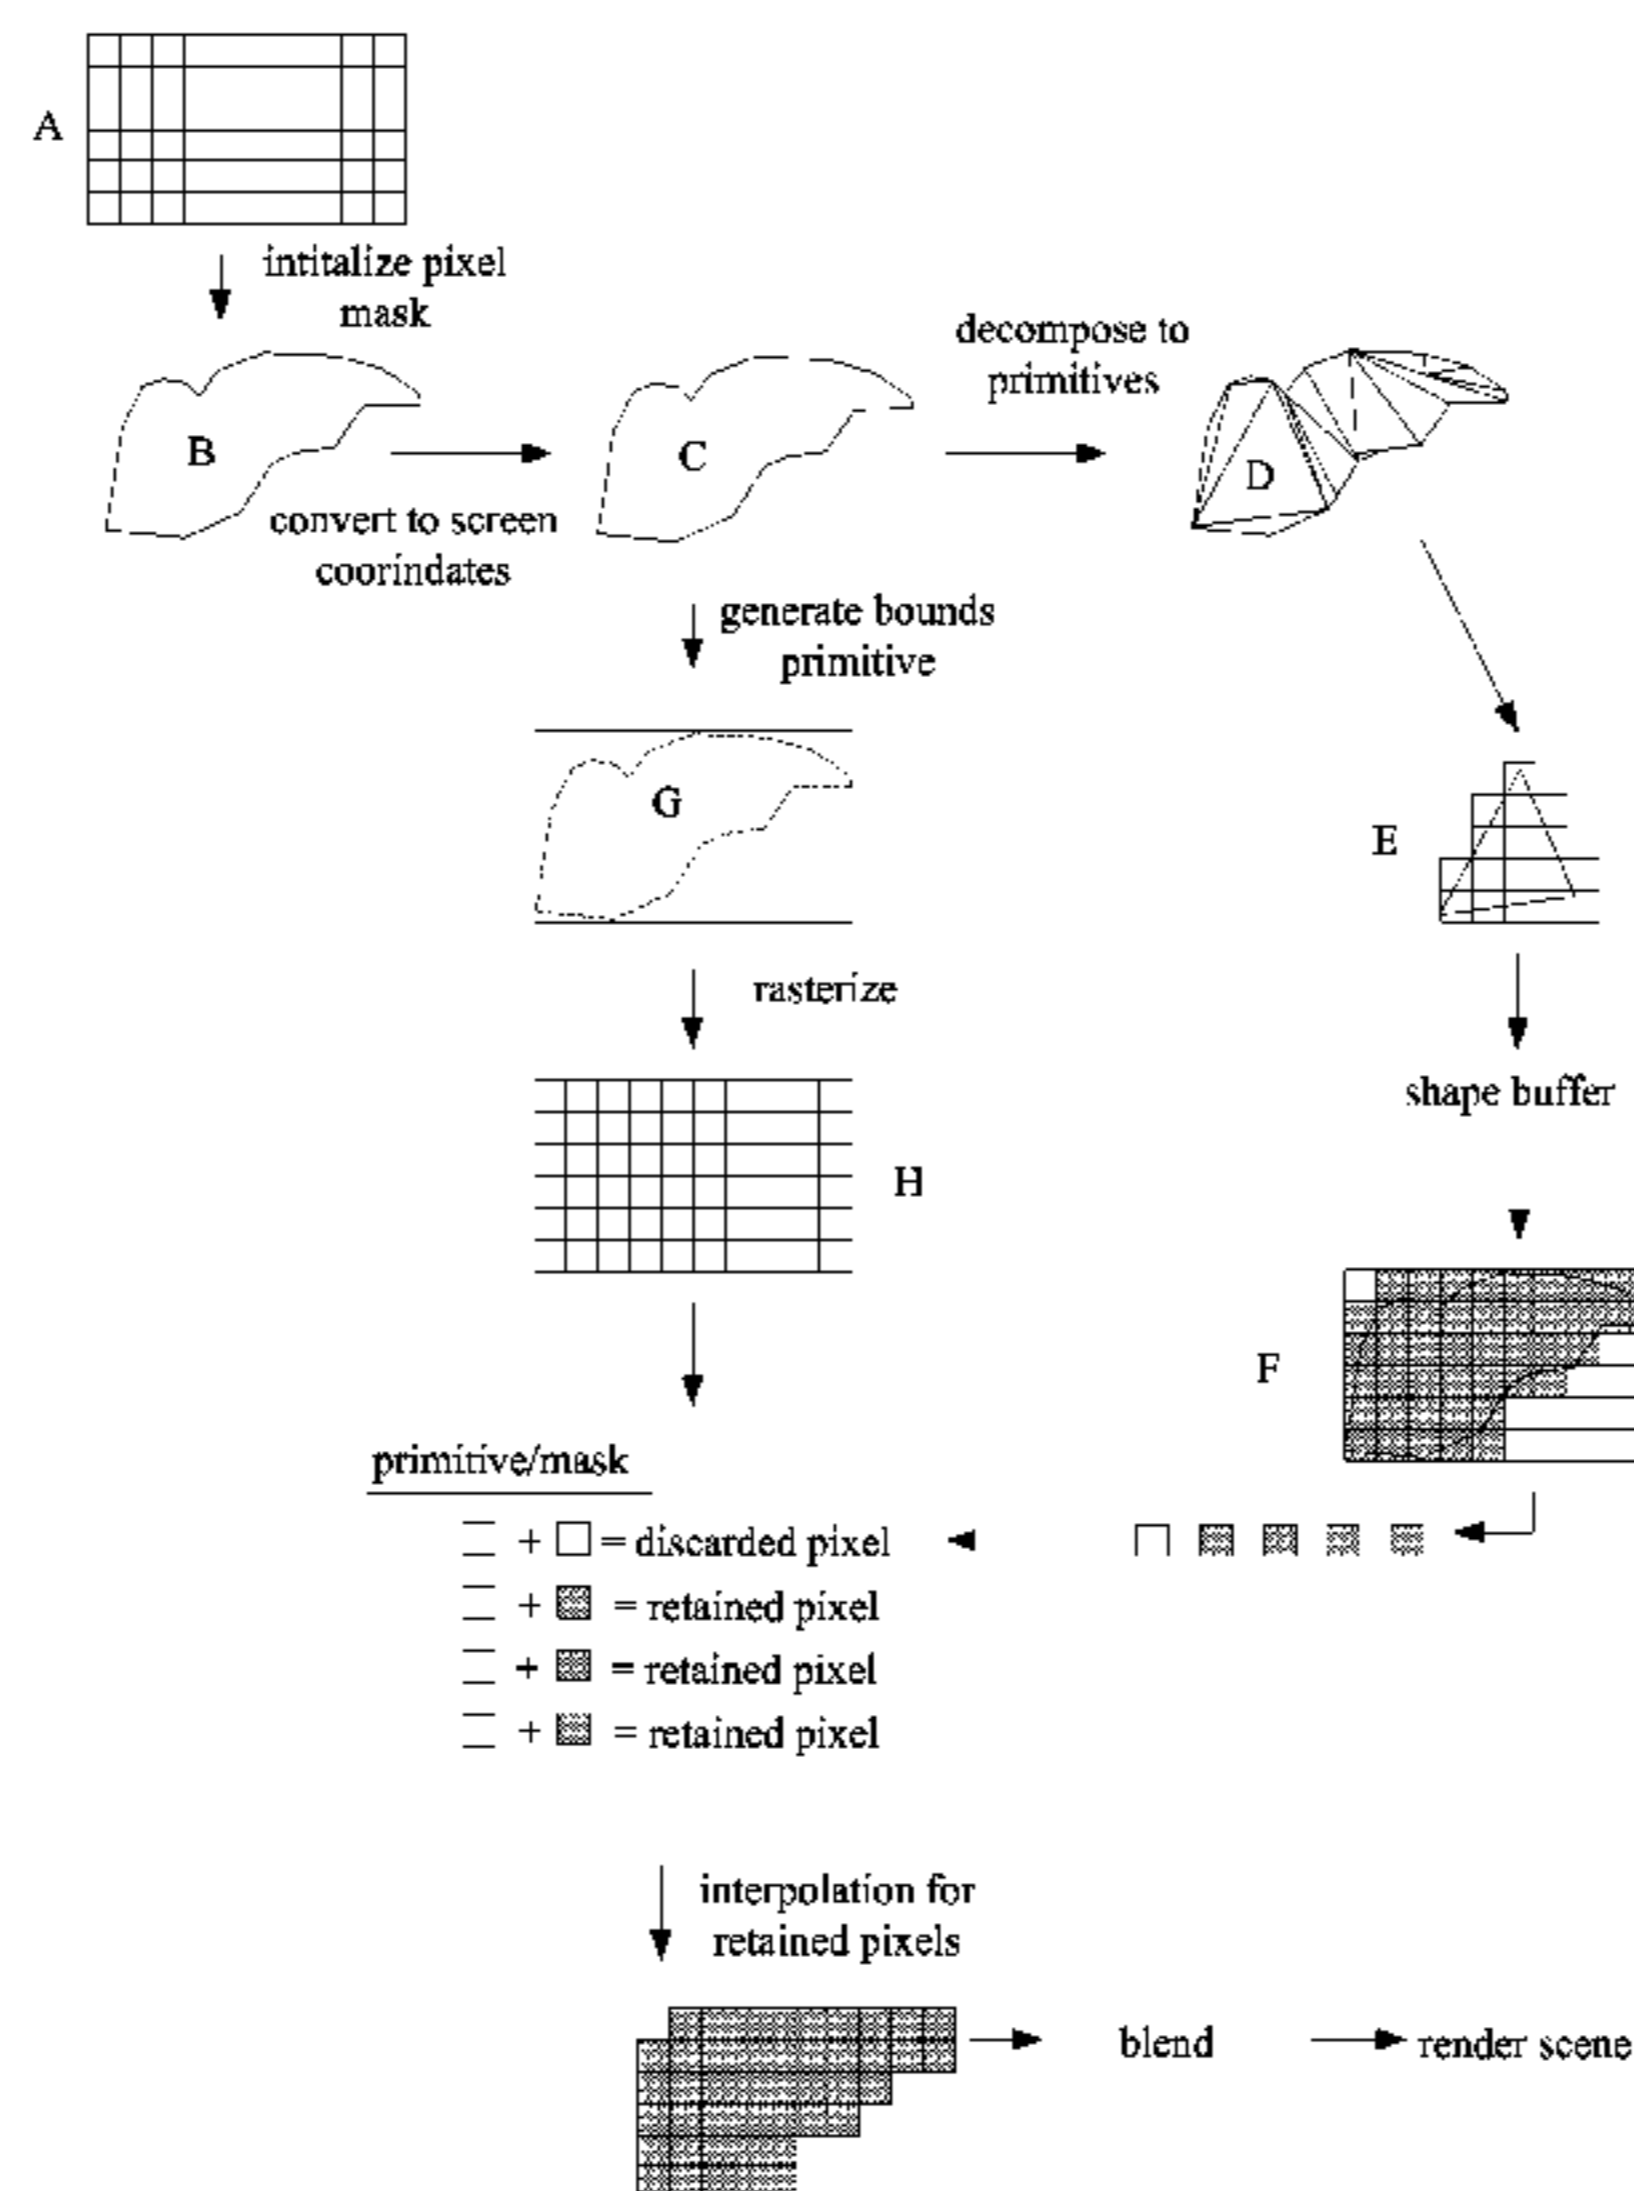 A
intitalize pixel
mask
decompose to
primitives
B
C
D
convert to screen
coorindates
generate bounds
primitive
G
E
rasterize
shape buffer
H
F
primitive/mask
+ = discarded pixel
+ = retained pixel
+ = retained pixel
+ = retained pixel
interpolation for
retained pixels
blend
render scene